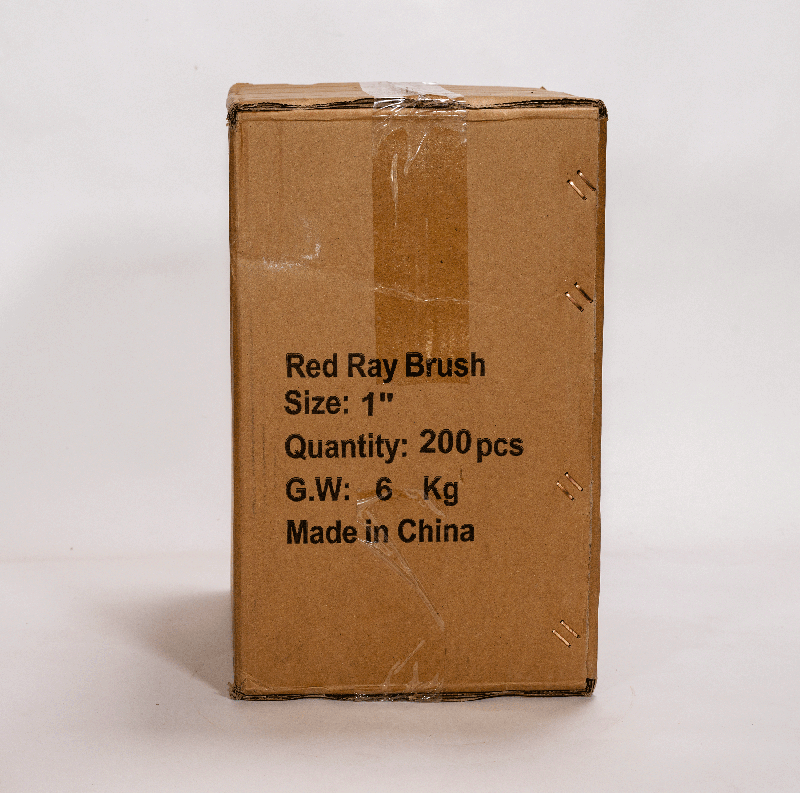 Red Ray Brush
Size: 1"
Quantity: 200 pcs
G.W: 6 Kg
Made in China